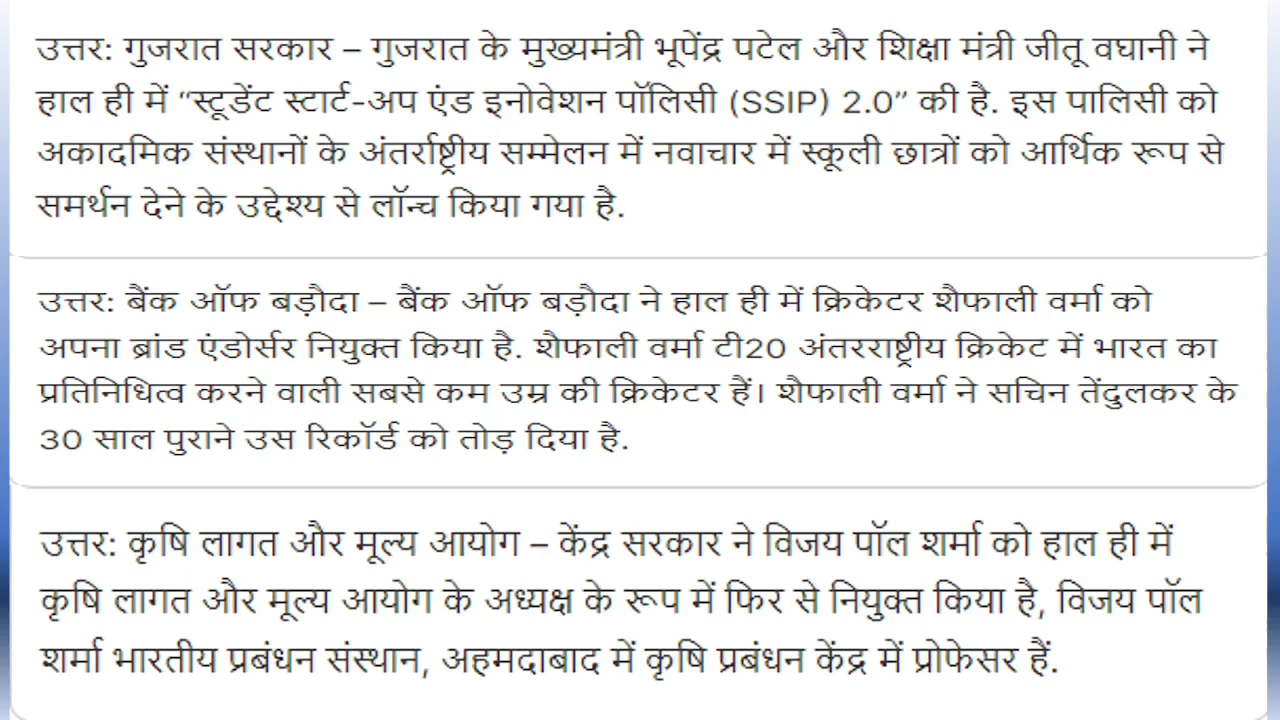 उत्तर: गुजरात सरकार – गुजरात के मुख्यमंत्री भूपेंद्र पटेल और शिक्षा मंत्री जीतू वघानी ने
हाल ही में “स्टूडेंट स्टार्ट-अप एंड इनोवेशन पॉलिसी (SSIP) 2.0” की है. इस पालिसी को
अकादमिक संस्थानों के अंतर्राष्ट्रीय सम्मेलन में नवाचार में स्कूली छात्रों को आर्थिक रूप से
समर्थन देने के उद्देश्य से लॉन्च किया गया है.
उत्तर: बैंक ऑफ बड़ौदा – बैंक ऑफ बड़ौदा ने हाल ही में क्रिकेटर शैफाली वर्मा को
अपना ब्रांड एंडोर्सर नियुक्त किया है. शैफाली वर्मा टी20 अंतरराष्ट्रीय क्रिकेट में भारत का
प्रतिनिधित्व करने वाली सबसे कम उम्र की क्रिकेटर हैं। शैफाली वर्मा ने सचिन तेंदुलकर के
30 साल पुराने उस रिकॉर्ड को तोड़ दिया है.
उत्तर: कृषि लागत और मूल्य आयोग – केंद्र सरकार ने विजय पॉल शर्मा को हाल ही में
कृषि लागत और मूल्य आयोग के अध्यक्ष के रूप में फिर से नियुक्त किया है, विजय पॉल
शर्मा भारतीय प्रबंधन संस्थान, अहमदाबाद में कृषि प्रबंधन केंद्र में प्रोफेसर हैं.